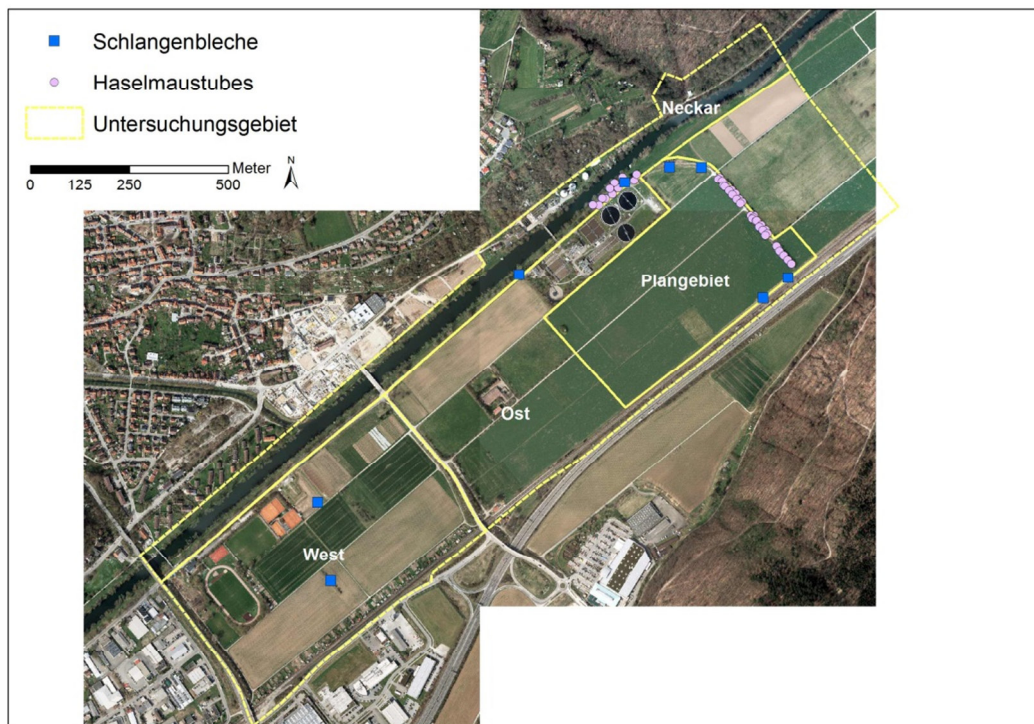 Schlangenbleche
Haselmaustubes
Untersuchungsgebiet
Meter
N
0 125 250 500
Neckar
Plangebiet
Ost
West